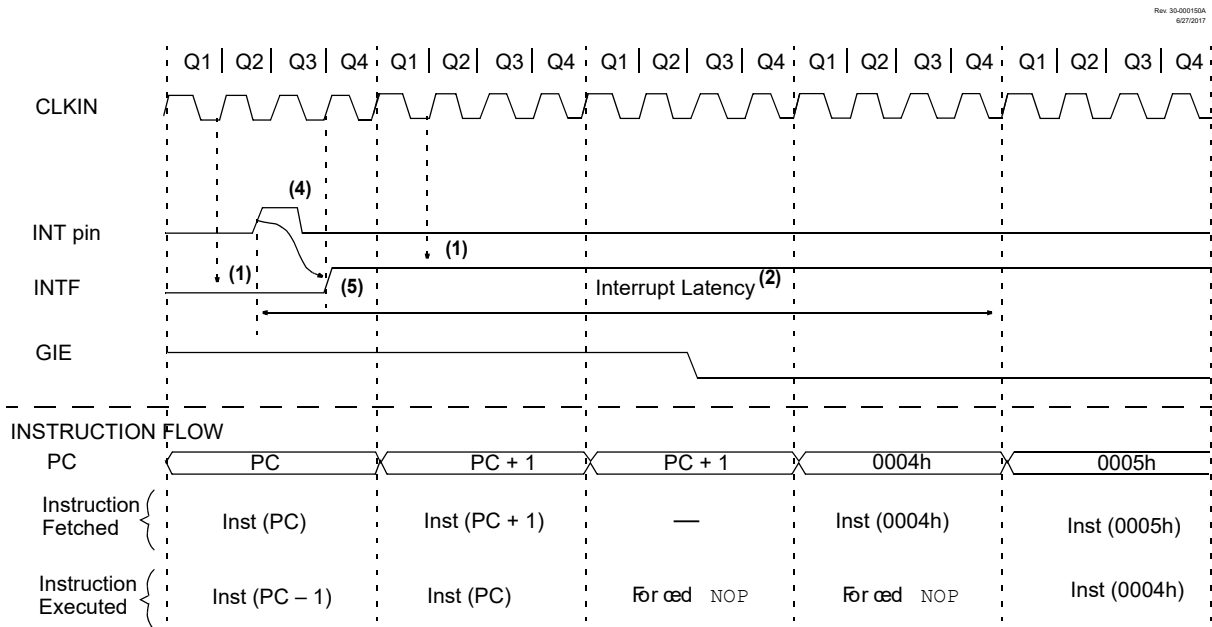 Rev. 30-000150A
6/27/2017
Q1 Q2 Q3 Q4 Q1 Q2 Q3 Q4 Q1 Q2 Q3 Q4 Q1 Q2 Q3 Q4 Q1 Q2 Q3 Q4
CLKIN
(4)
INT pin
(1)
(1)
INTF
(5)
Interrupt Latency (2)
GIE
INSTRUCTION FLOW
PC PC PC + 1 PC + 1 0004h 0005h
Instruction
Fetched
Inst (PC) Inst (PC + 1) — Inst (0004h) Inst (0005h)
Instruction
Executed
Inst (PC – 1) Inst (PC) Forced NOP Forced NOP Inst (0004h)